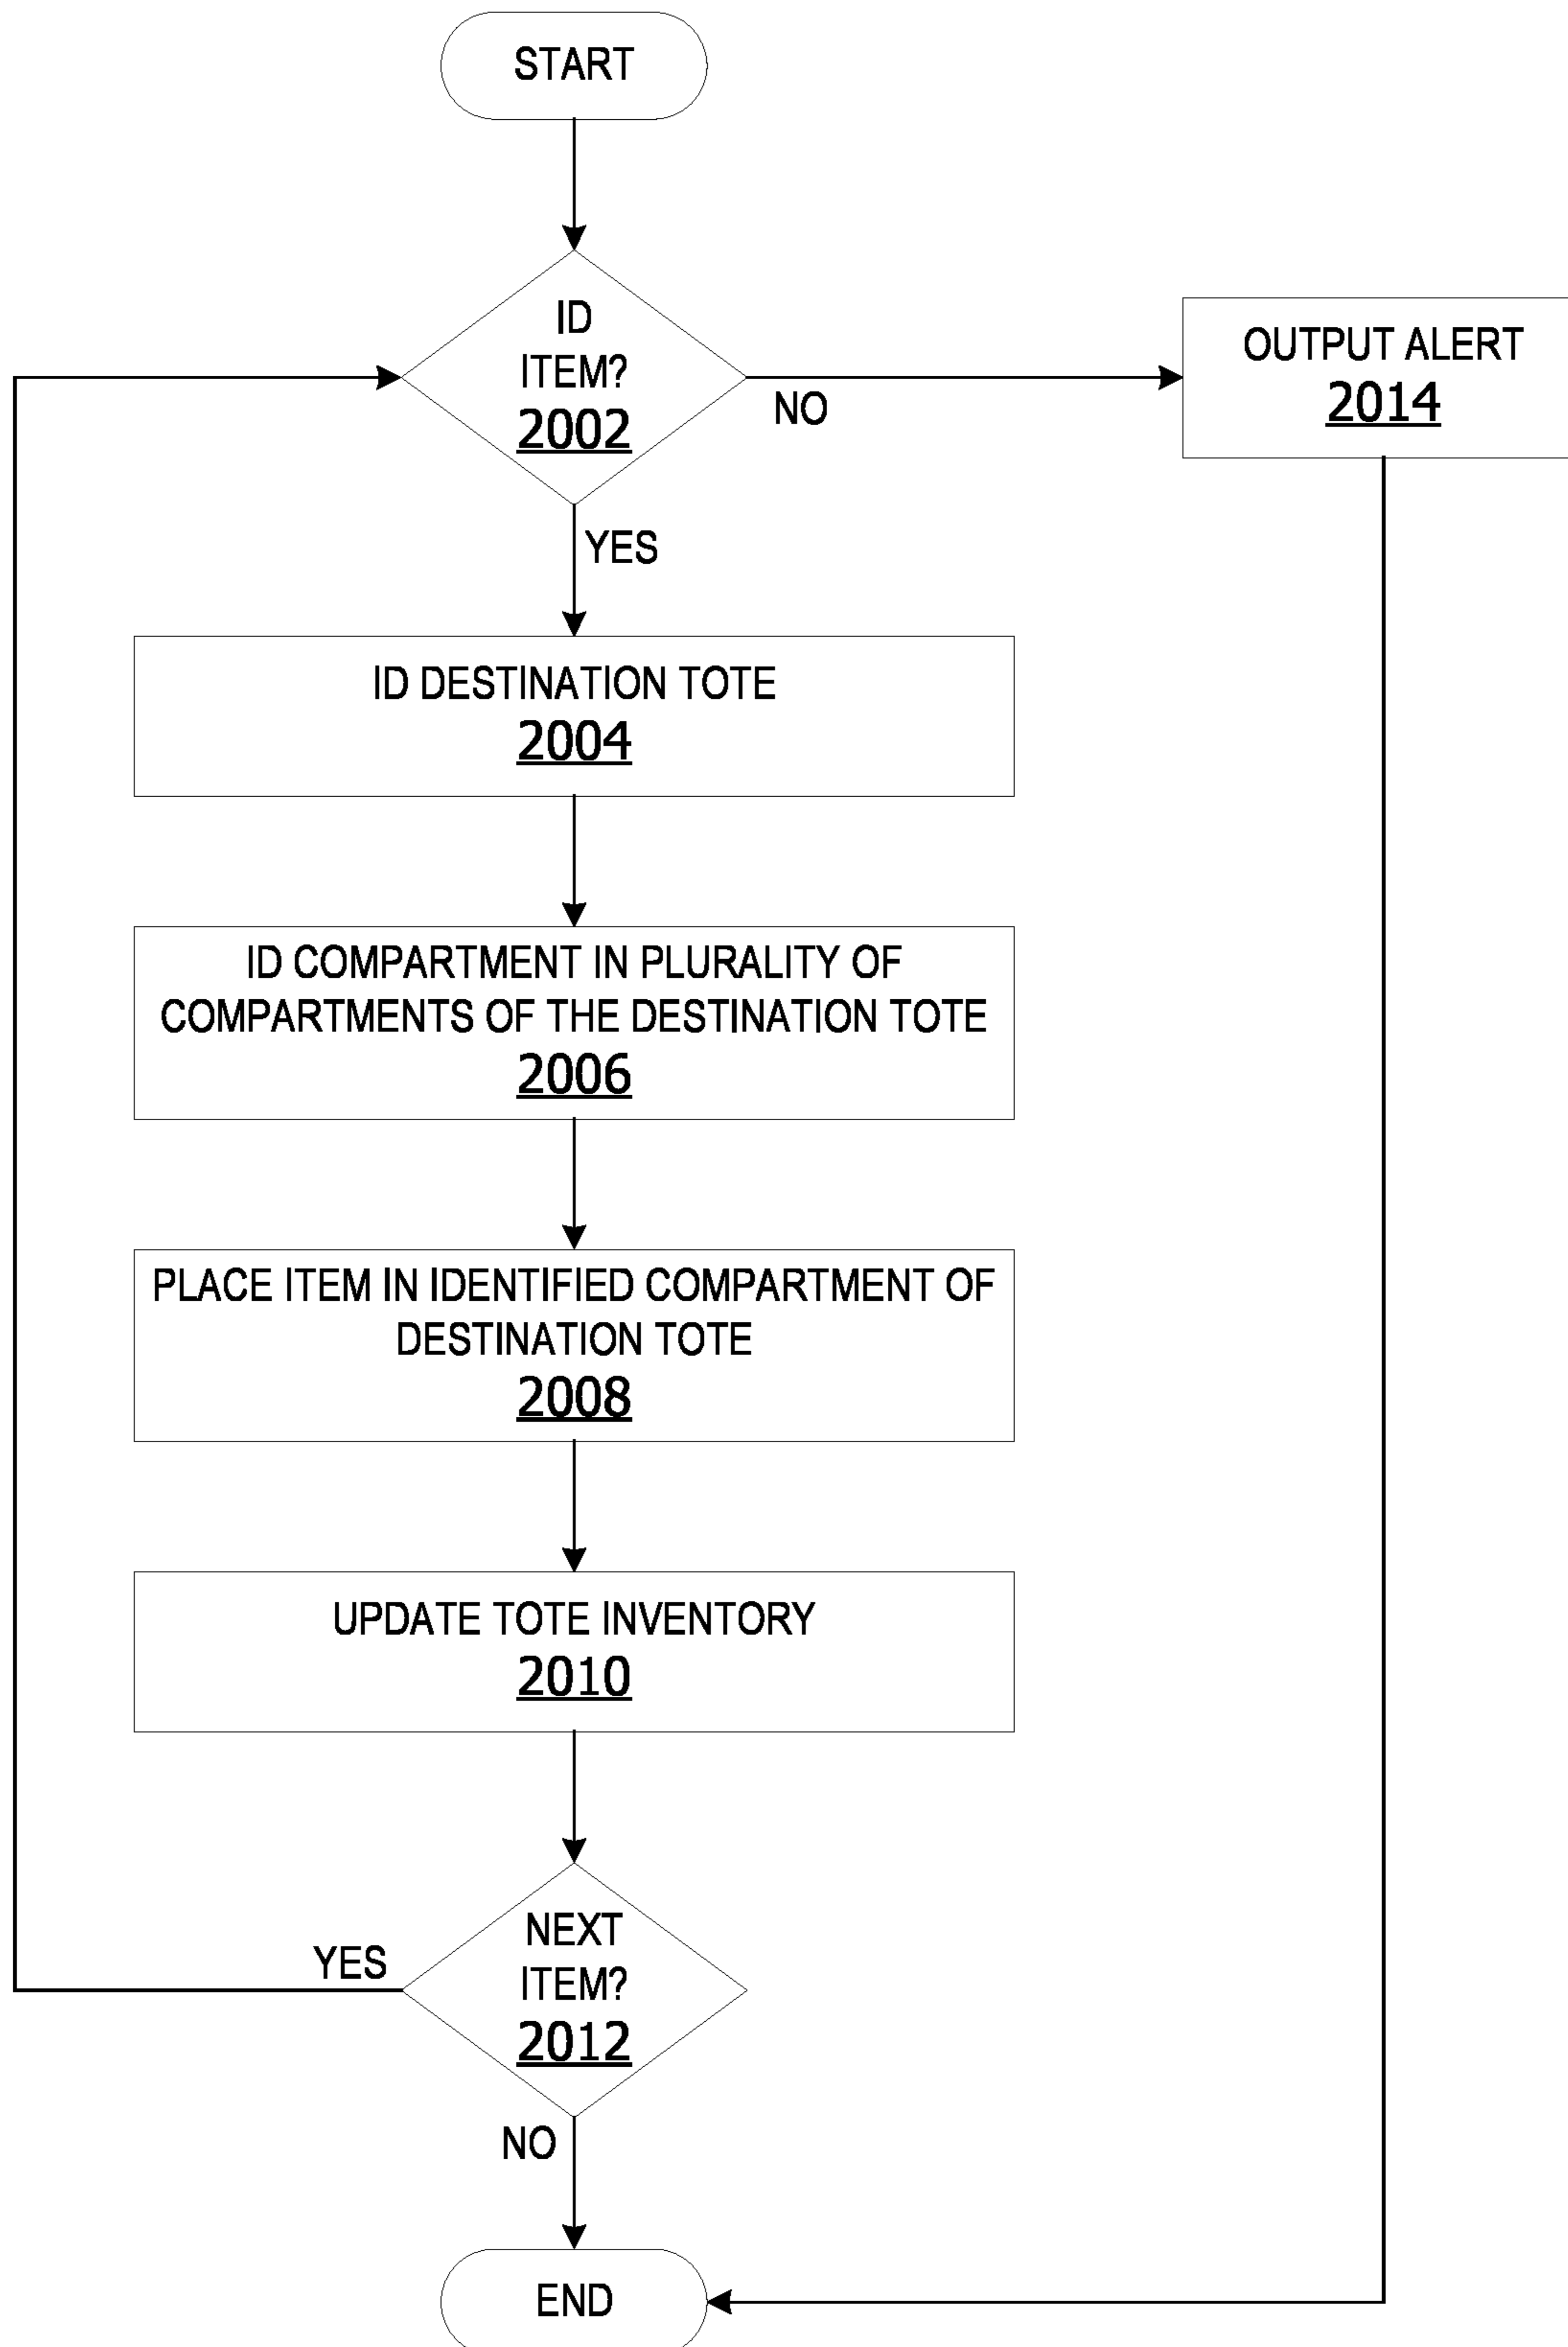 START
ID
ITEM?
2002
NO
OUTPUT ALERT
2014
YES
ID DESTINATION TOTE
2004
ID COMPARTMENT IN PLURALITY OF
COMPARTMENTS OF THE DESTINATION TOTE
2006
PLACE ITEM IN IDENTIFIED COMPARTMENT OF
DESTINATION TOTE
2008
UPDATE TOTE INVENTORY
2010
NEXT
ITEM?
2012
YES
NO
END